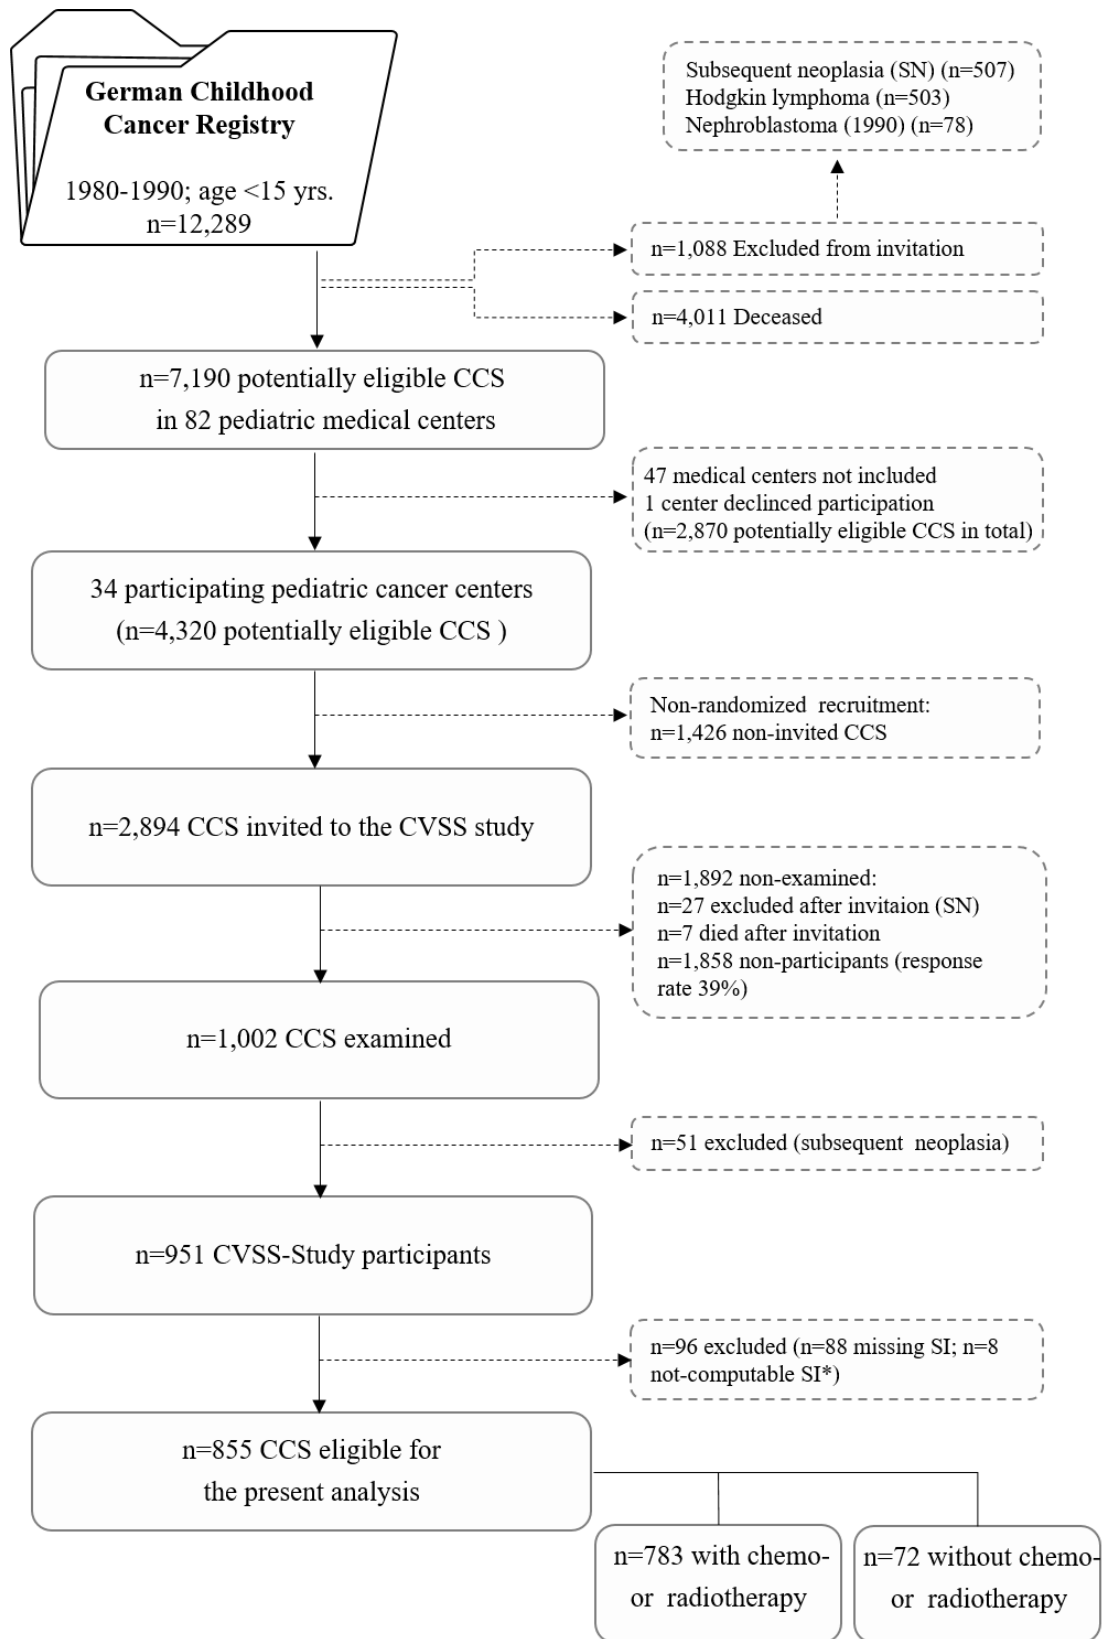 German Childhood
Cancer Registry
1980-1990; age <15 yrs.
n=12,289
Subsequent neoplasia (SN) (n=507)
Hodgkin lymphoma (n=503)
Nephroblastoma (1990) (n=78)
n=1,088 Excluded from invitation
n=4,011 Deceased
n=7,190 potentially eligible CCS
in 82 pediatric medical centers
47 medical centers not included
1 center declinced participation
(n=2,870 potentially eligible CCS in total)
34 participating pediatric cancer centers
(n=4,320 potentially eligible CCS )
Non-randomized recruitment:
n=1,426 non-invited CCS
n=2,894 CCS invited to the CVSS study
n=1,892 non-examined:
n=27 excluded after invitaion (SN)
n=7 died after invitation
n=1,858 non-participants (response
rate 39%)
n=1,002 CCS examined
n=51 excluded (subsequent neoplasia)
n=951 CVSS-Study participants
n=96 excluded (n=88 missing SI; n=8
not-computable SI*)
n=855 CCS eligible for
the present analysis
n=783 with chemo-
or radiotherapy
n=72 without chemo-
or radiotherapy